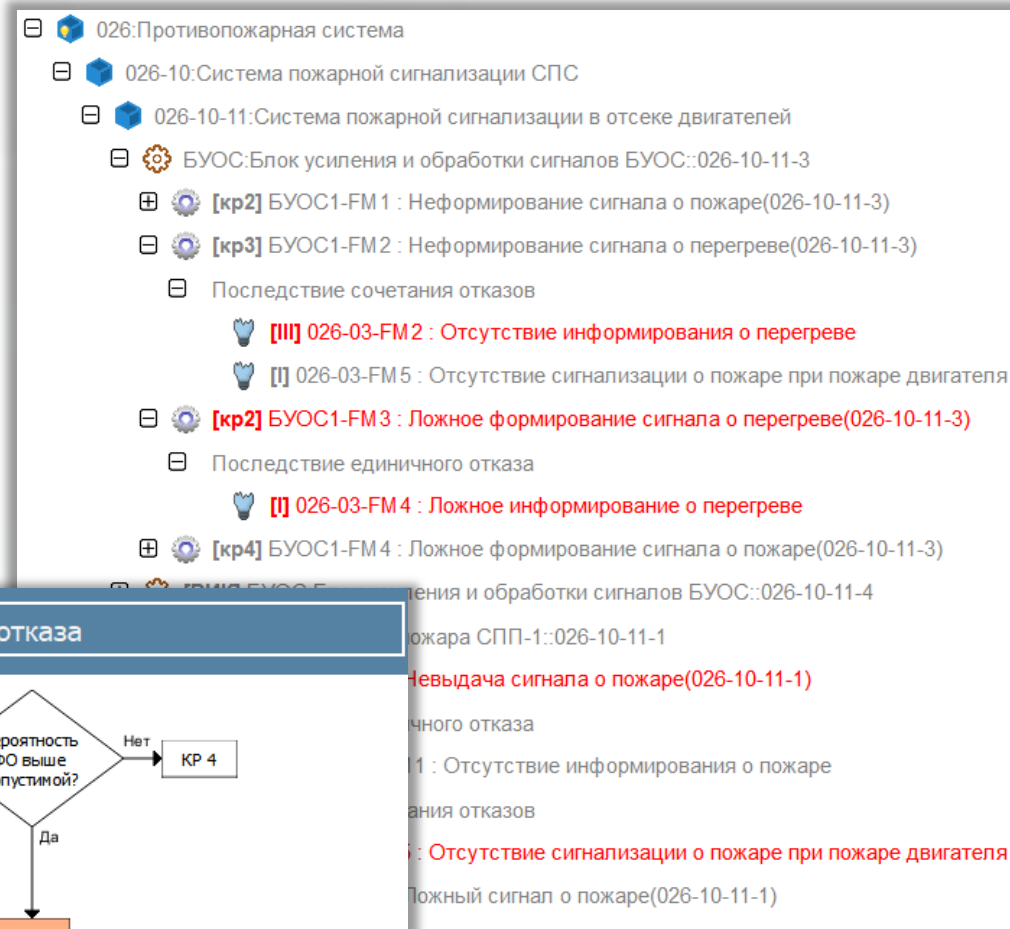 026:Противопожарная система
026-10:Система пожарной сигнализации СПС
026-10-11:Система пожарной сигнализации в отсеке двигателей
БУОС:Блок усиления и обработки сигналов БУОС::026-10-11-3
[кр2] БУОС1-FM1 : Неформирование сигнала о пожаре(026-10-11-3)
[кр3] БУОС1-FM2 : Неформирование сигнала о перегреве(026-10-11-3)
Последствие сочетания отказов
[III] 026-03-FM2 : Отсутствие информирования о перегреве
[I] 026-03-FM5 : Отсутствие сигнализации о пожаре при пожаре двигателя
[кр2] БУОС1-FM3 : Ложное формирование сигнала о перегреве(026-10-11-3)
Последствие единичного отказа
[I] 026-03-FM4 : Ложное информирование о перегреве
[кр4] БУОС1-FM4 : Ложное формирование сигнала о пожаре(026-10-11-3)
и обработки сигналов БУОС::026-10-11-4
СПП-1::026-10-11-1
Невыдача сигнала о пожаре(026-10-11-1)
отказа
: Отсутствие информирования о пожаре
отказов
: Отсутствие сигнализации о пожаре при пожаре двигателя
Ложный сигнал о пожаре(026-10-11-1)
отказа
выше
Нет
КР 4
Да